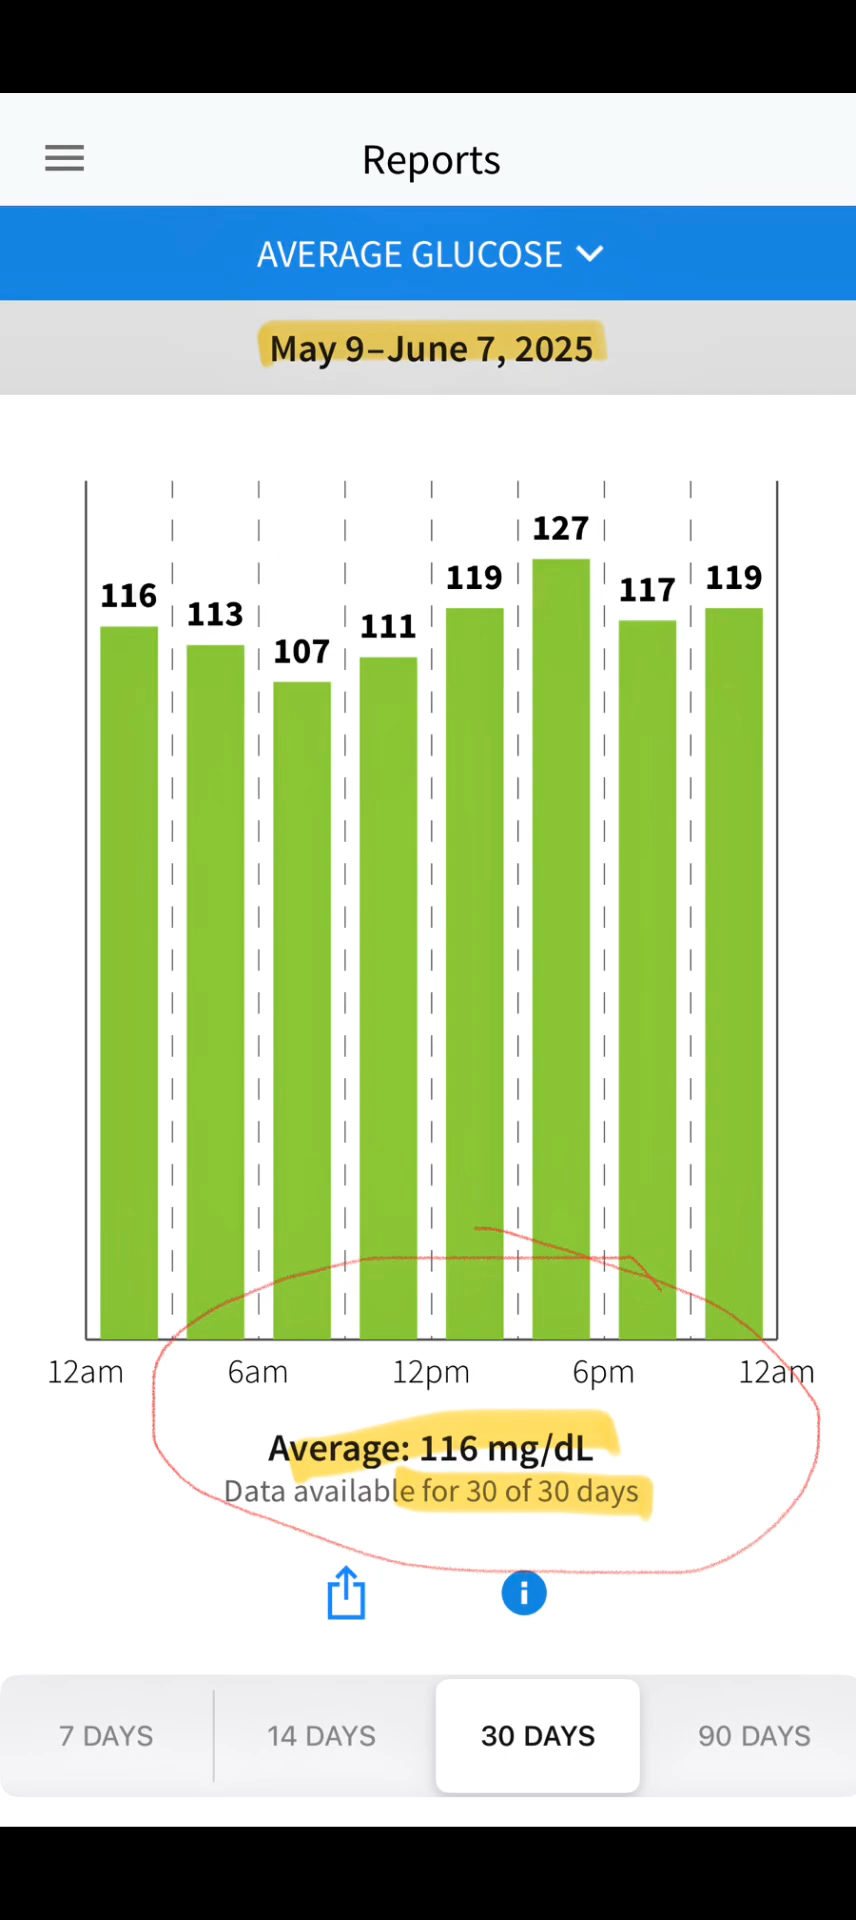 Reports
AVERAGE GLUCOSE
May 9–June 7, 2025
116 113 107 111 119 127 117 119
12am 6am 12pm 6pm 12am
Average: 116 mg/dL
Data available for 30 of 30 days
7 DAYS 14 DAYS 30 DAYS 90 DAYS